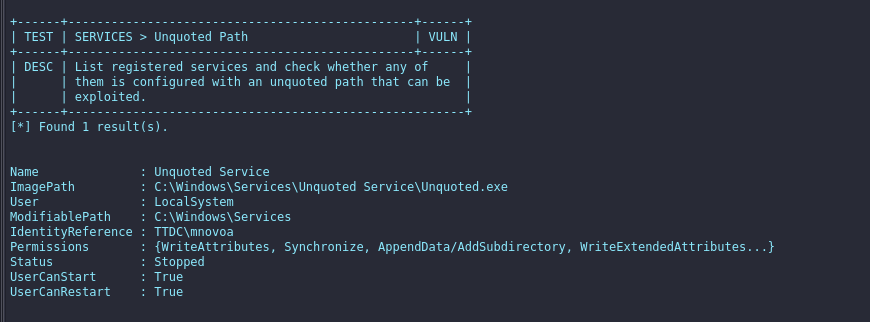 +------+------------------------------------------------+------+
| TEST | SERVICES > Unquoted Path                       | VULN |
+------+------------------------------------------------+------+
| DESC | List registered services and check whether any of     |
|      | them is configured with an unquoted path that can be  |
|      | exploited.                                            |
+------+-------------------------------------------------------+
[*] Found 1 result(s).

Name              : Unquoted Service
ImagePath         : C:\Windows\Services\Unquoted Service\Unquoted.exe
User              : LocalSystem
ModifiablePath    : C:\Windows\Services
IdentityReference : TTDC\mnovoa
Permissions       : {WriteAttributes, Synchronize, AppendData/AddSubdirectory, WriteExtendedAttributes...}
Status            : Stopped
UserCanStart      : True
UserCanRestart    : True